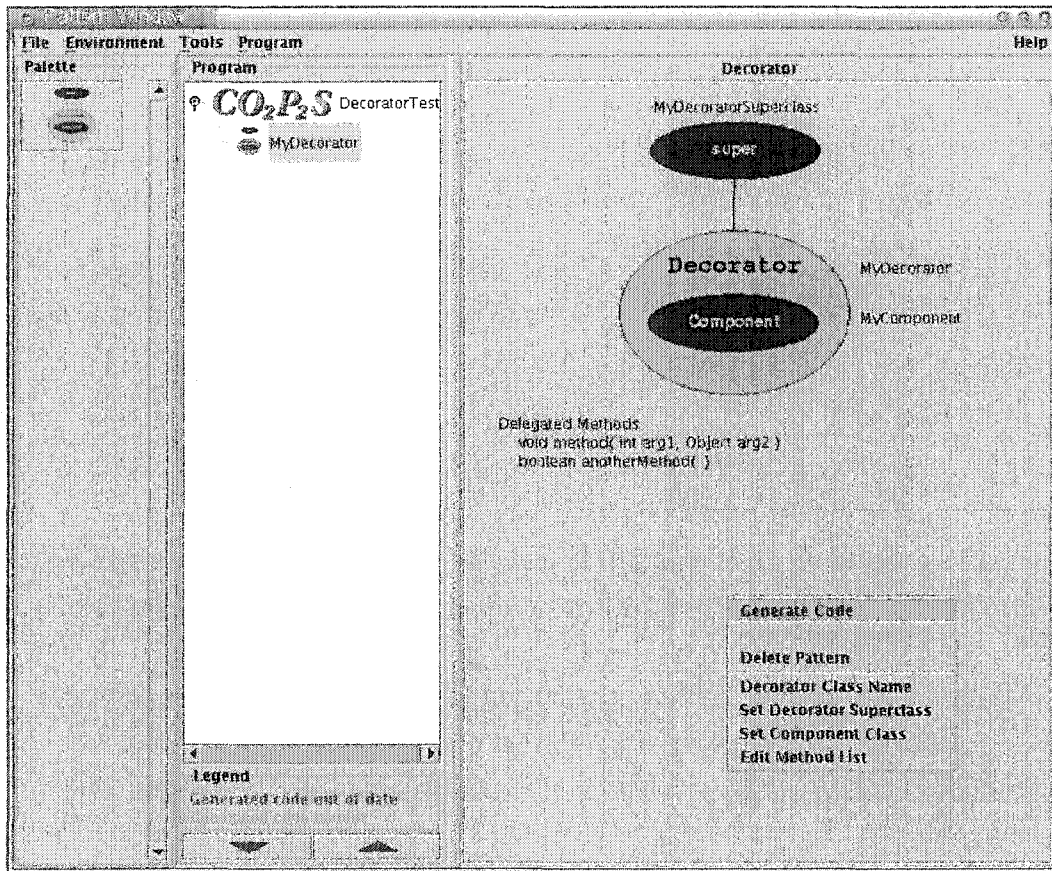 Pattern Window
File Environment Tools Program Help
Palette
Program
CO2P2S DecoratorTest
MyDecorator
Legend
Generated code out of date
Decorator
MyDecoratorSuperclass
super
Decorator
MyDecorator
Component
MyComponent
Delegated Methods
void method( int arg1, Object arg2 )
boolean anotherMethod( )
Generate Code
Delete Pattern
Decorator Class Name
Set Decorator Superclass
Set Component Class
Edit Method List